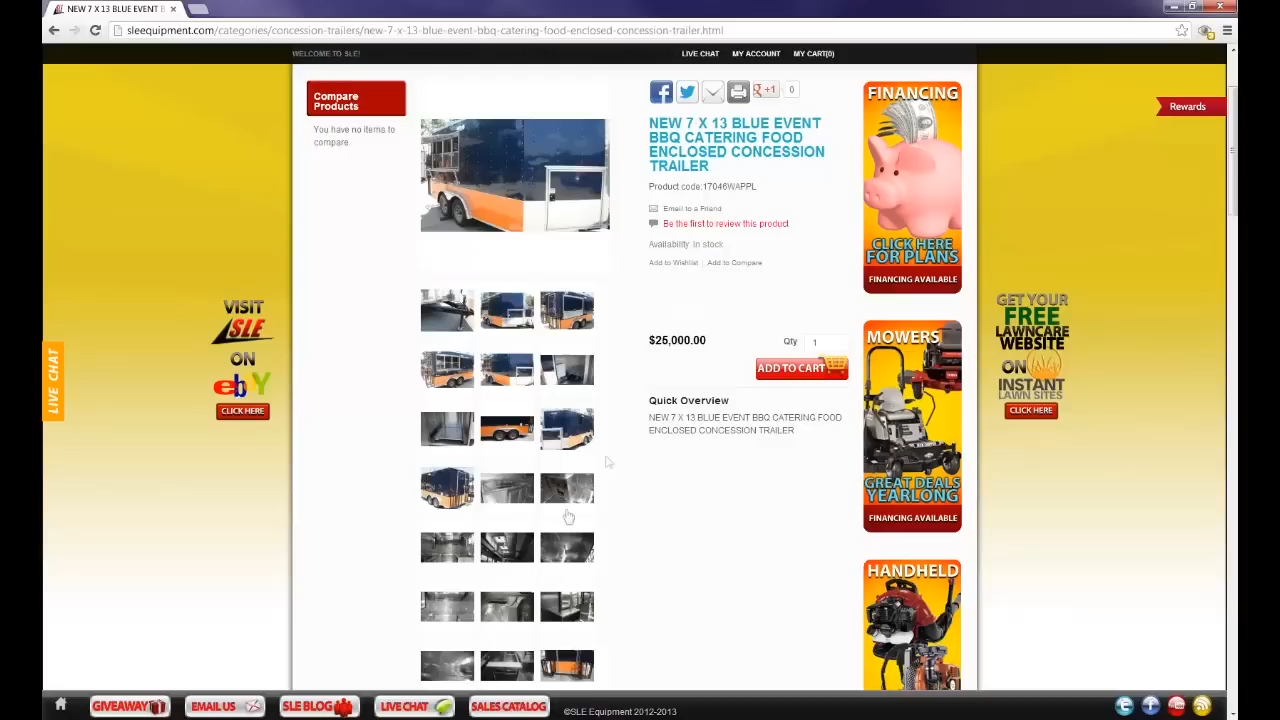 NEW 7 X 13 BLUE EVENT B
sleequipment.com/categories/concession-trailers/new-7-x-13-blue-event-bbq-catering-food-enclosed-concession-trailer.html
WELCOME TO SLE!
LIVE CHAT
MY ACCOUNT
MY CART(0)
Compare
Products
You have no items to
compare.
+1
0
NEW 7 X 13 BLUE EVENT
BBQ CATERING FOOD
ENCLOSED CONCESSION
TRAILER
Product code:17046WAPPL
Email to a Friend
Be the first to review this product
Availability In stock
Add to Wishlist | Add to Compare
$25,000.00
Qty
1
ADD TO CART
Quick Overview
NEW 7 X 13 BLUE EVENT BBQ CATERING FOOD
ENCLOSED CONCESSION TRAILER
FINANCING
CLICK HERE
FOR PLANS
FINANCING AVAILABLE
MOWERS
GREAT DEALS
YEARLONG
FINANCING AVAILABLE
HANDHELD
Rewards
VISIT
SLE
ON
ebY
CLICK HERE
LIVE CHAT
GET YOUR
FREE
LAWNCARE
WEBSITE
ON
INSTANT
LAWN SITES
CLICK HERE
GIVEAWAY
EMAIL US
SLE BLOG
LIVE CHAT
SALES CATALOG
©SLE Equipment 2012-2013